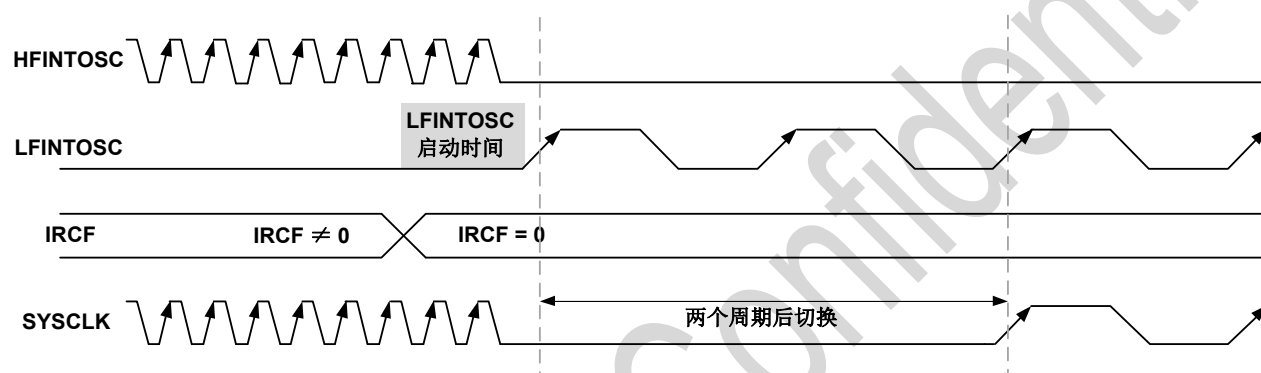 HFINTOSC
LFINTOSC
启动时间
LFINTOSC
IRCF
IRCF ≠ 0
IRCF = 0
SYSCLK
两个周期后切换
Confidential